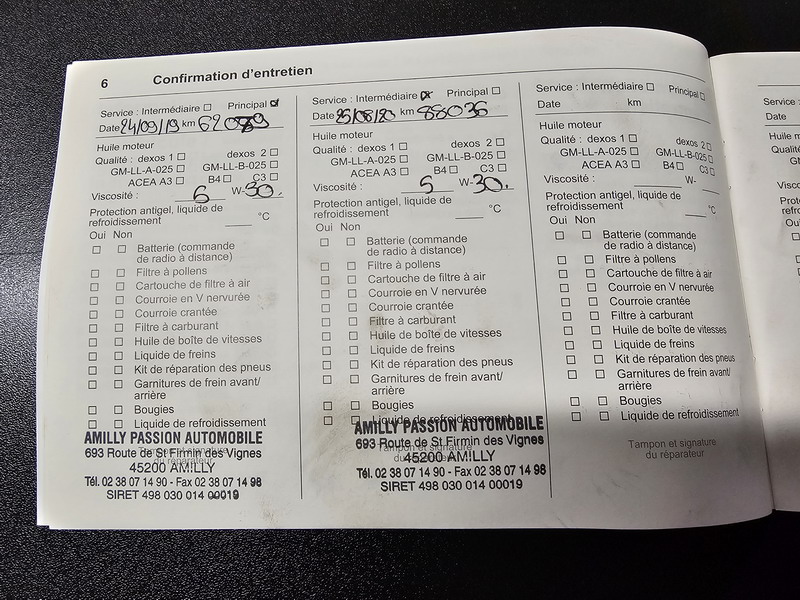 6 Confirmation d'entretien
Service : Intermédiaire ☐ Principal ☒
Date 24/09/19 km
Huile moteur
Qualité : dexos 1 ☐ dexos 2 ☐
GM-LL-A-025 ☐ GM-LL-B-025 ☐
ACEA A3 ☐ B4 ☐ C3 ☐
Viscosité : 5 W-30.
Protection antigel, liquide de
refroidissement °C
Oui Non
☐ ☐ Batterie (commande
de radio à distance)
☐ ☐ Filtre à pollens
☐ ☐ Cartouche de filtre à air
☐ ☐ Courroie en V nervurée
☐ ☐ Courroie crantée
☐ ☐ Filtre à carburant
☐ ☐ Huile de boîte de vitesses
☐ ☐ Liquide de freins
☐ ☐ Kit de réparation des pneus
☐ ☐ Garnitures de frein avant/
arrière
☐ ☐ Bougies
☐ ☐ Liquide de refroidissement
Tampon et signature
du réparateur
AMILLY PASSION AUTOMOBILE
693 Route de St Firmin des Vignes
45200 AMILLY
Tél. 02 38 07 14 90 - Fax 02 38 07 14 98
SIRET 498 030 014 00019
Service : Intermédiaire ☒ Principal ☐
Date 25/08/20 km 88036
Huile moteur
Qualité : dexos 1 ☐ dexos 2 ☐
GM-LL-A-025 ☐ GM-LL-B-025 ☐
ACEA A3 ☐ B4 ☐ C3 ☐
Viscosité : 5 W-30.
Protection antigel, liquide de
refroidissement °C
Oui Non
☐ ☐ Batterie (commande
de radio à distance)
☐ ☐ Filtre à pollens
☐ ☐ Cartouche de filtre à air
☐ ☐ Courroie en V nervurée
☐ ☐ Courroie crantée
☐ ☐ Filtre à carburant
☐ ☐ Huile de boîte de vitesses
☐ ☐ Liquide de freins
☐ ☐ Kit de réparation des pneus
☐ ☐ Garnitures de frein avant/
arrière
☐ ☐ Bougies
☐ ☐ Liquide de refroidissement
Tampon et signature
du réparateur
AMILLY PASSION AUTOMOBILE
693 Route de St Firmin des Vignes
45200 AMILLY
Tél. 02 38 07 14 90 - Fax 02 38 07 14 98
SIRET 498 030 014 00019
Service : Intermédiaire ☐ Principal ☐
Date km
Huile moteur
Qualité : dexos 1 ☐ dexos 2 ☐
GM-LL-A-025 ☐ GM-LL-B-025 ☐
ACEA A3 ☐ B4 ☐ C3 ☐
Viscosité : W-
Protection antigel, liquide de
refroidissement °C
Oui Non
☐ ☐ Batterie (commande
de radio à distance)
☐ ☐ Filtre à pollens
☐ ☐ Cartouche de filtre à air
☐ ☐ Courroie en V nervurée
☐ ☐ Courroie crantée
☐ ☐ Filtre à carburant
☐ ☐ Huile de boîte de vitesses
☐ ☐ Liquide de freins
☐ ☐ Kit de réparation des pneus
☐ ☐ Garnitures de frein avant/
arrière
☐ ☐ Bougies
☐ ☐ Liquide de refroidissement
Tampon et signature
du réparateur
Service :
Date
Huile moteur